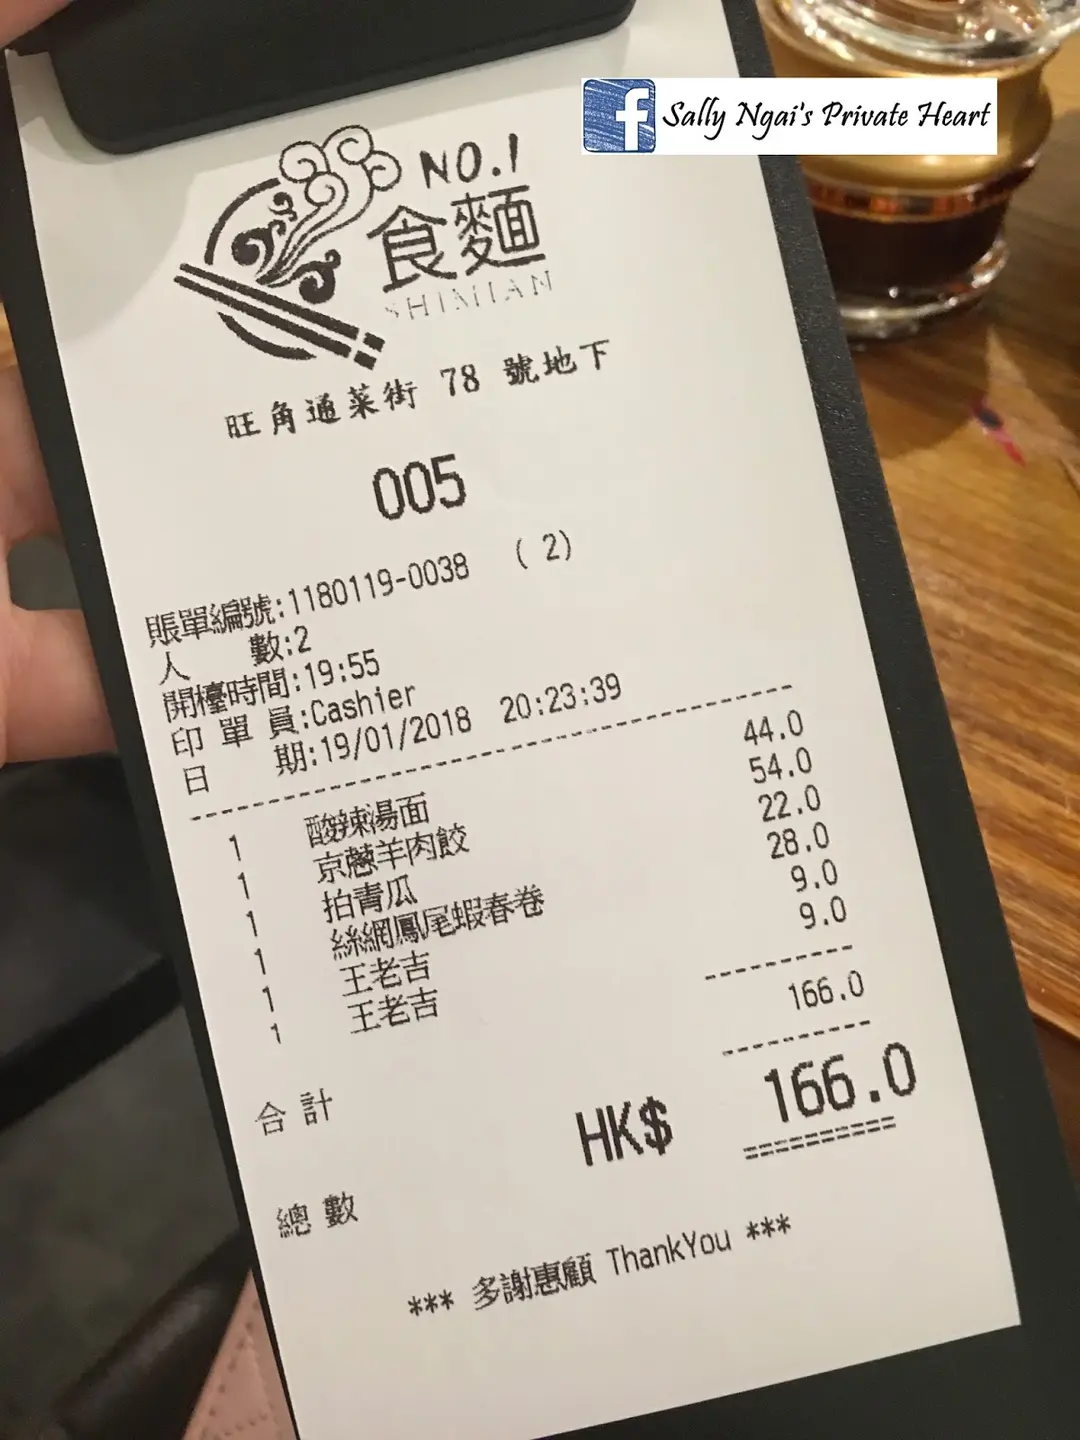 Sally Ngai's Private Heart
NO.1
食麵
SHIMIAN
旺角通菜街 78 號地下
005
賬單編號:1180119-0038 ( 2)
人 數:2
開檯時間:19:55
印 單 員:Cashier
日 期:19/01/2018 20:23:39
1 酸辣湯面 44.0
1 京蔥羊肉餃 54.0
1 拍青瓜 22.0
1 絲網鳳尾蝦春卷 28.0
1 王老吉 9.0
1 王老吉 9.0
合計 166.0
總數 HK$ 166.0
*** 多謝惠顧 ThankYou ***